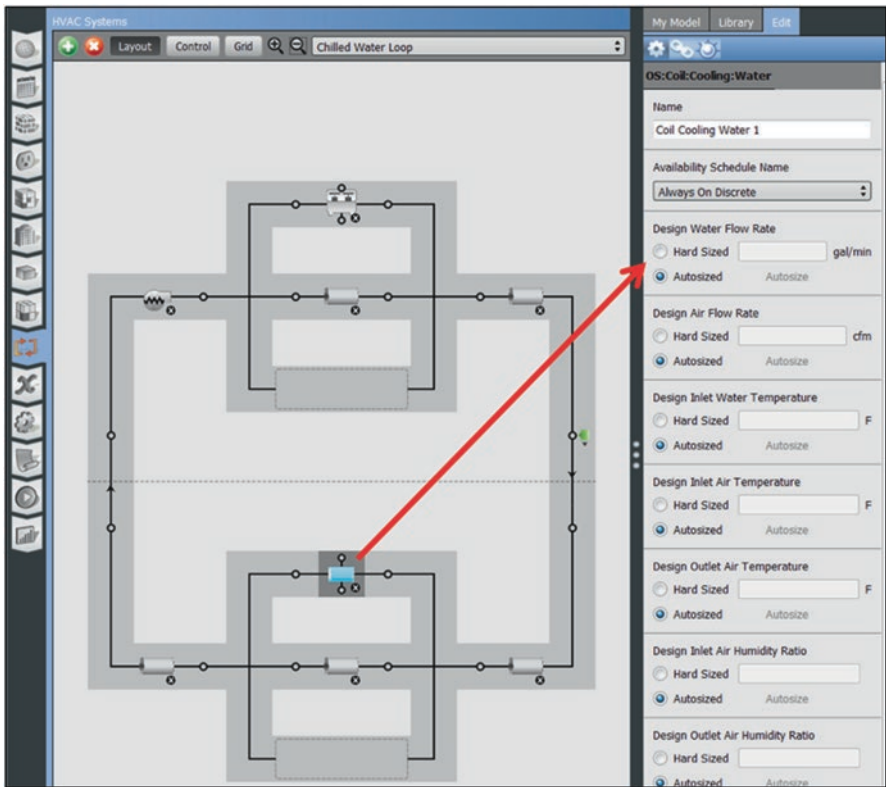 HVAC Systems
Layout Control Grid Chilled Water Loop
My Model Library Edit
OS:Coil:Cooling:Water
Name
Coil Cooling Water 1
Availability Schedule Name
Always On Discrete
Design Water Flow Rate
Hard Sized gal/min
Autosized Autosize
Design Air Flow Rate
Hard Sized cfm
Autosized Autosize
Design Inlet Water Temperature
Hard Sized F
Autosized Autosize
Design Inlet Air Temperature
Hard Sized F
Autosized Autosize
Design Outlet Air Temperature
Hard Sized F
Autosized Autosize
Design Inlet Air Humidity Ratio
Hard Sized
Autosized Autosize
Design Outlet Air Humidity Ratio
Hard Sized
Autosized Autosize